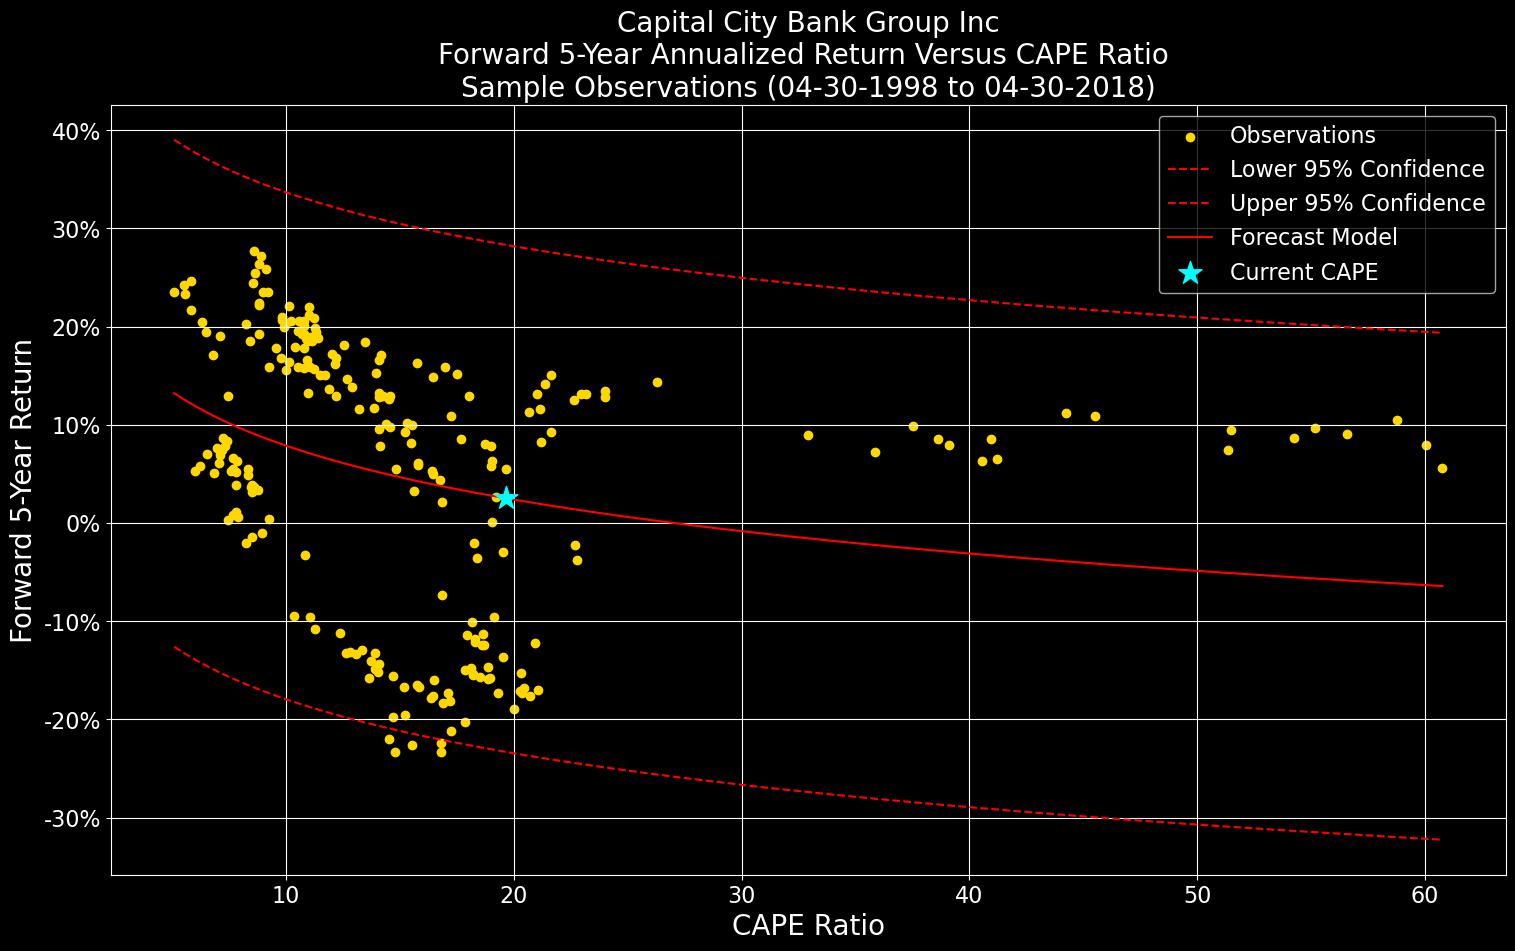 Capital City Bank Group Inc
Forward 5-Year Annualized Return Versus CAPE Ratio
Sample Observations (04-30-1998 to 04-30-2018)
Observations
Lower 95% Confidence
Upper 95% Confidence
Forecast Model
Current CAPE
Forward 5-Year Return
40%
30%
20%
10%
0%
-10%
-20%
-30%
10 20 30 40 50 60
CAPE Ratio